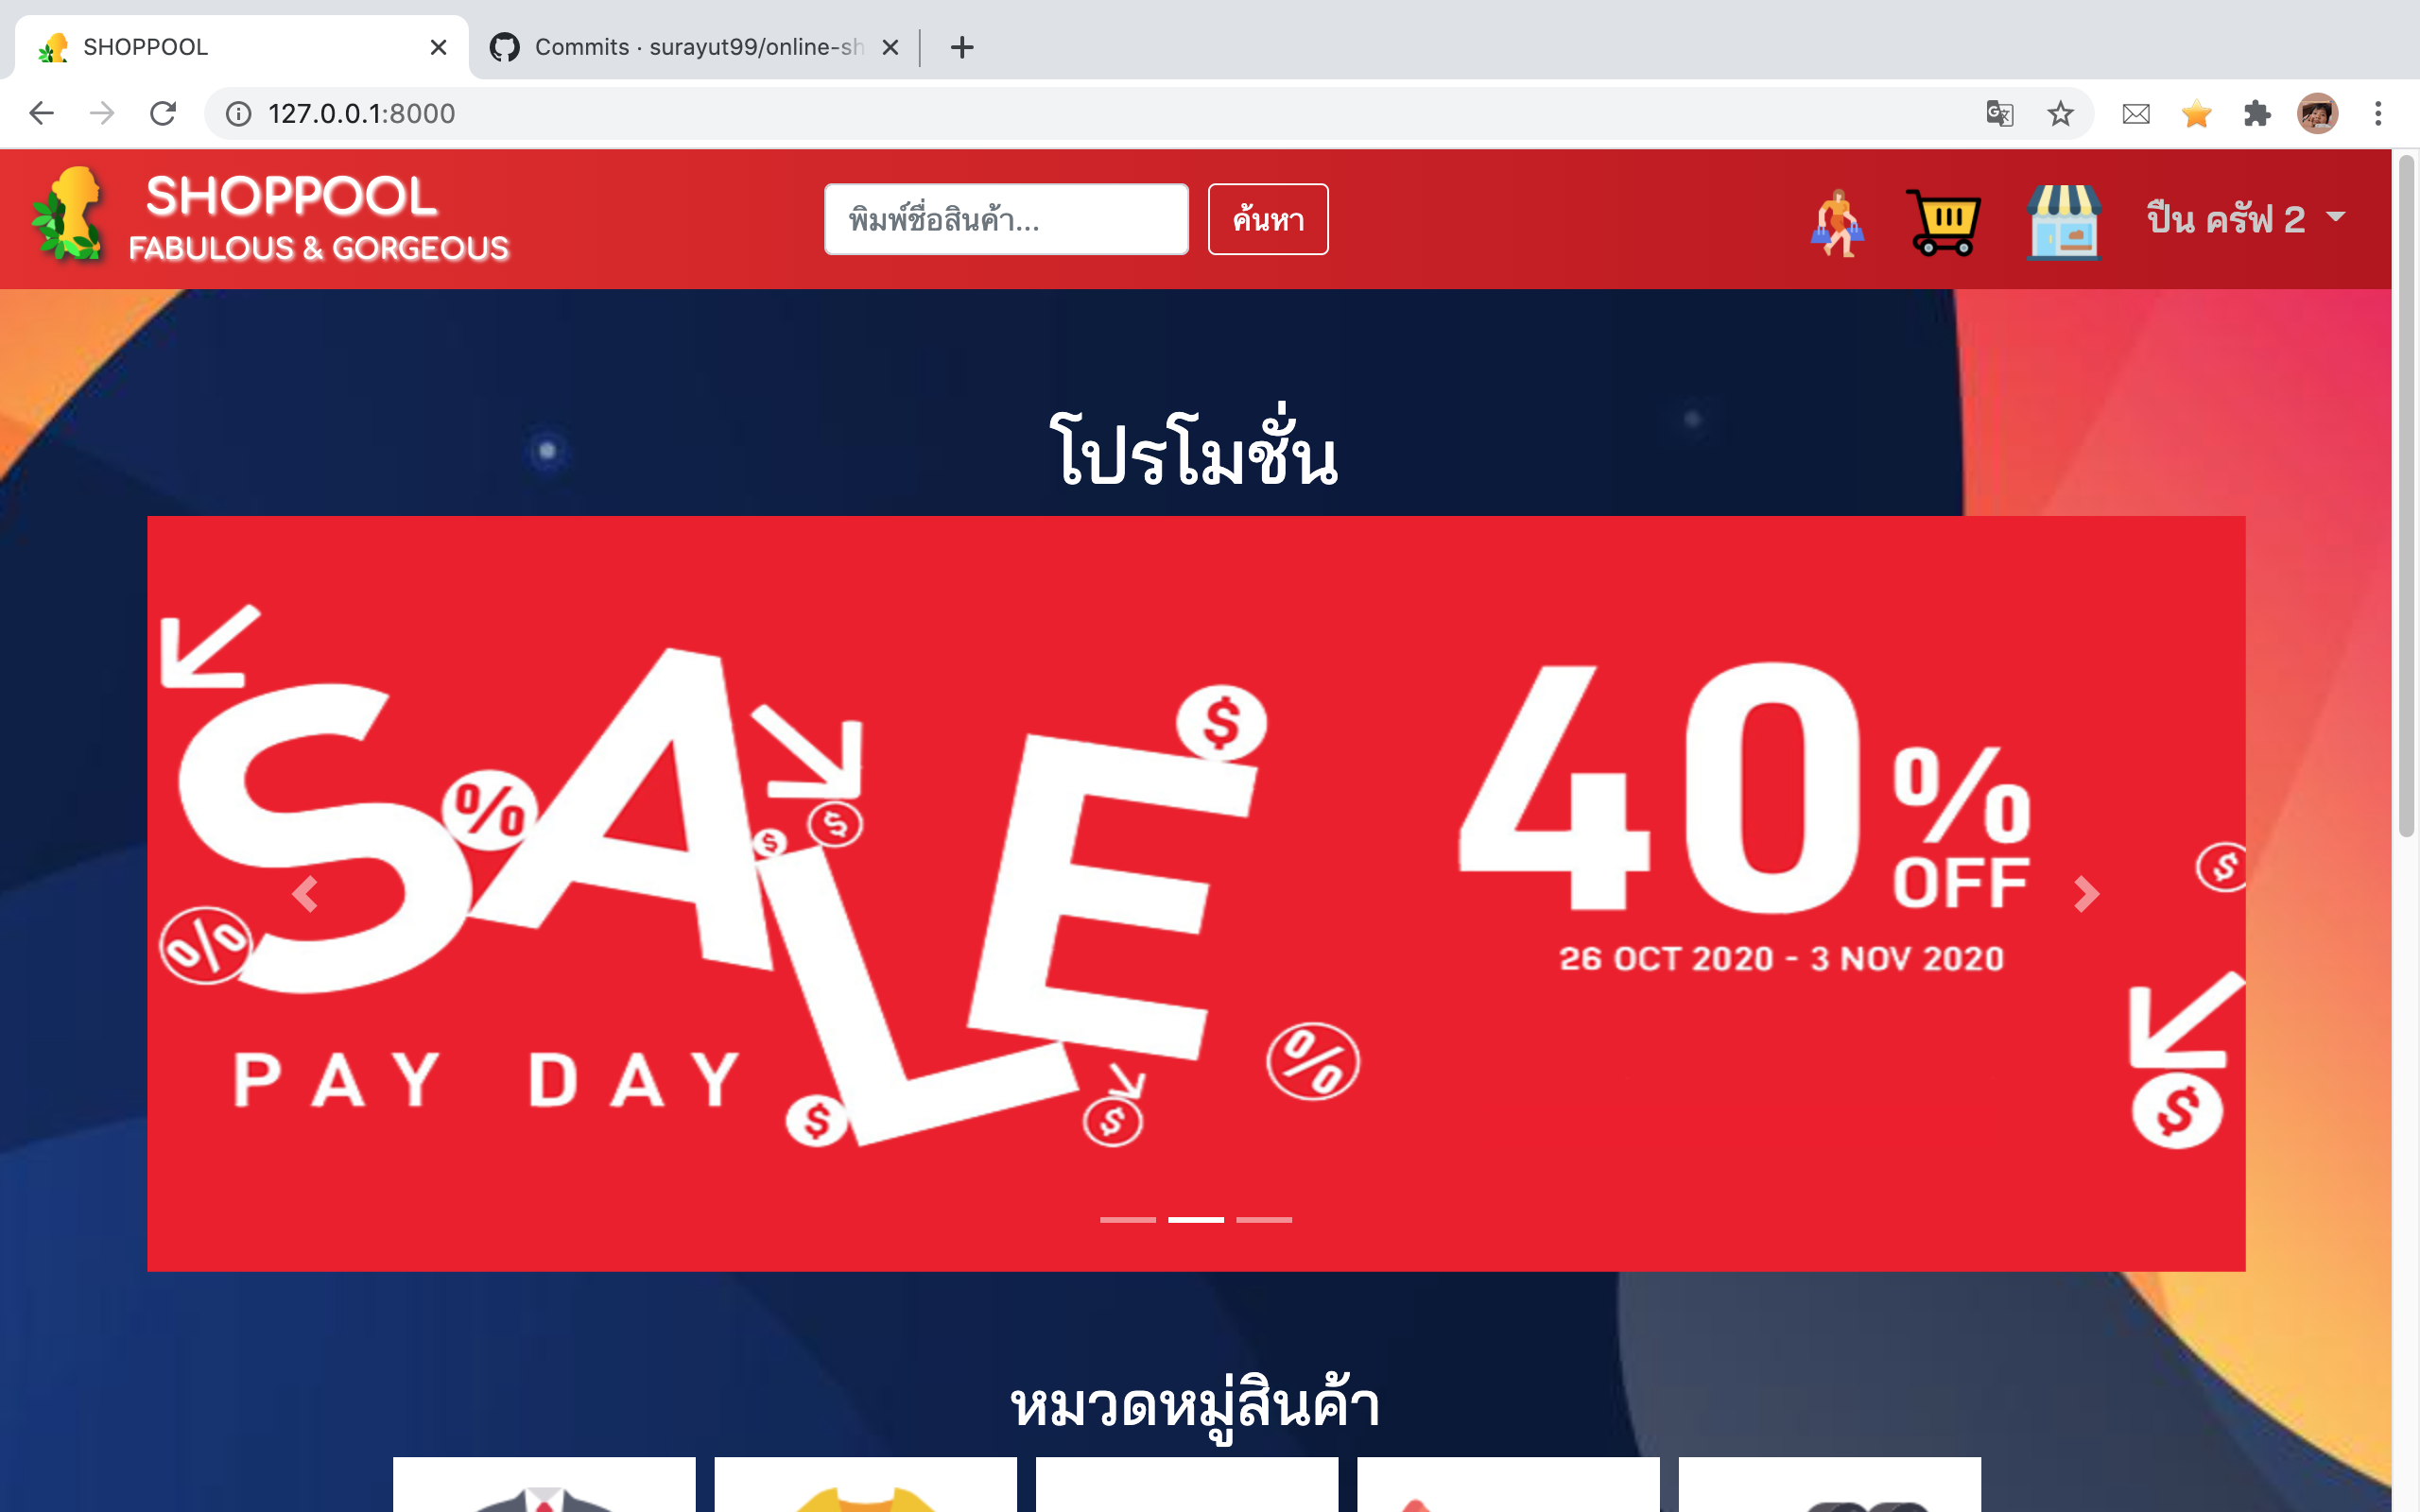 SHOPPOOL
Commits · surayut99/online-sh
127.0.0.1:8000
SHOPPOOL
FABULOUS & GORGEOUS
พิมพ์ชื่อสินค้า...
ค้นหา
ปืน ครัฟ 2
โปรโมชั่น
SALE
40% OFF
26 OCT 2020 - 3 NOV 2020
PAY DAY
หมวดหมู่สินค้า